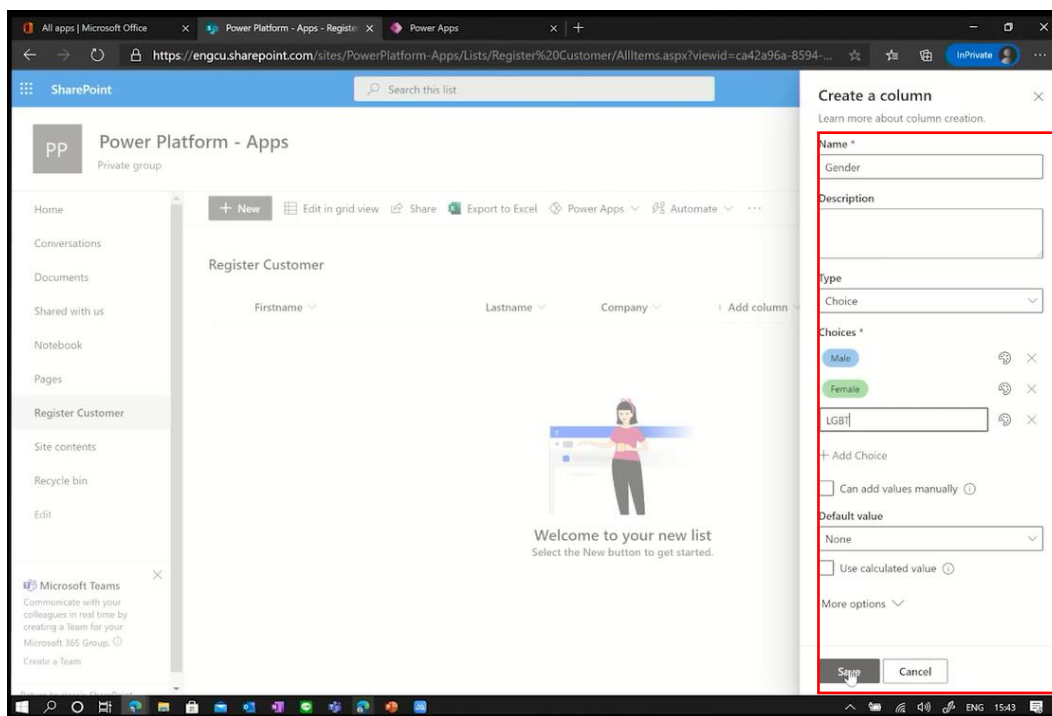 All apps | Microsoft Office
Power Platform - Apps - Registe
Power Apps
https://engcu.sharepoint.com/sites/PowerPlatform-Apps/Lists/Register%20Customer/AllItems.aspx?viewid=ca42a96a-8594-...
InPrivate
SharePoint
Search this list
PP
Power Platform - Apps
Private group
Home
Conversations
Documents
Shared with us
Notebook
Pages
Register Customer
Site contents
Recycle bin
Edit
Microsoft Teams
Communicate with your
colleagues in real time by
creating a Team for your
Microsoft 365 Group.
Create a Team
Return to classic SharePoint
+ New Edit in grid view Share Export to Excel Power Apps Automate ...
Register Customer
Firstname Lastname Company + Add column
Welcome to your new list
Select the New button to get started.
Create a column
Learn more about column creation.
Name *
Gender
Description
Type
Choice
Choices *
Male
Female
LGBT
+ Add Choice
Can add values manually
Default value
None
Use calculated value
More options
Save Cancel
ENG 15:43